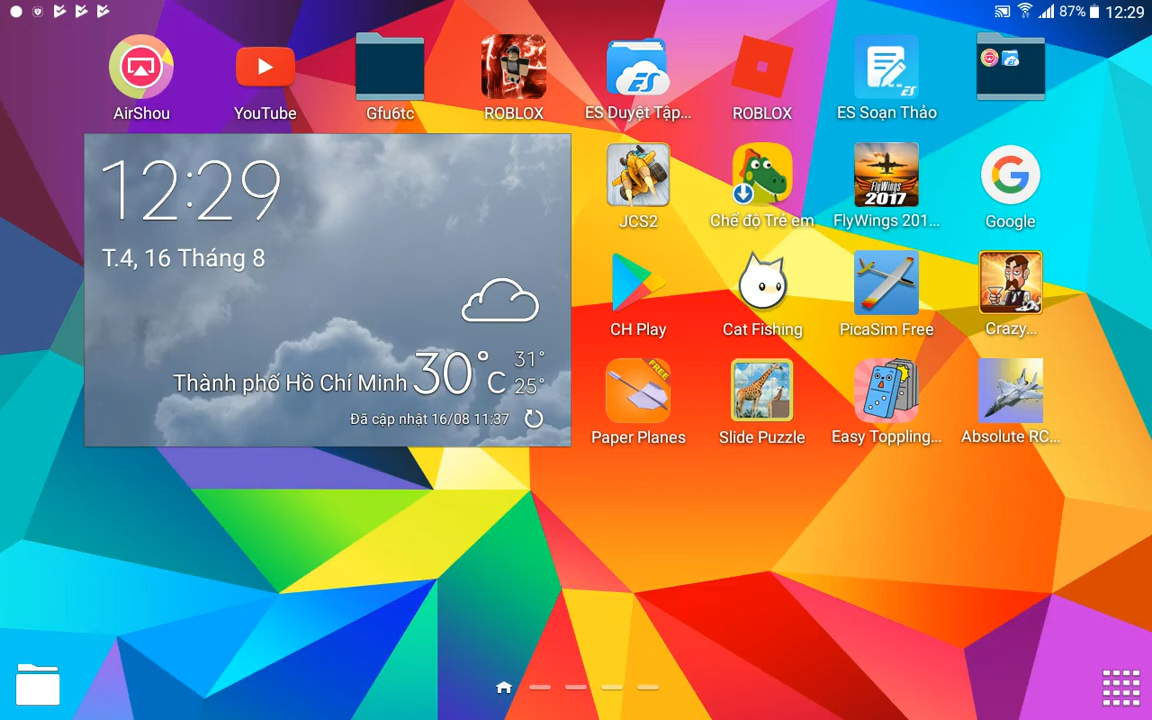 87% 12:29
AirShou
YouTube
Gfu6tc
ROBLOX
ES Duyệt Tập...
ROBLOX
ES Soạn Thảo
12:29
T.4, 16 Tháng 8
Thành phố Hồ Chí Minh 30°C 31° 25°
Đã cập nhật 16/08 11:37
JCS2
Chế độ Trẻ em
FlyWings 2017
FlyWings 201...
Google
CH Play
Cat Fishing
PicaSim Free
Crazy...
FREE
Paper Planes
Slide Puzzle
Easy Toppling...
Absolute RC...